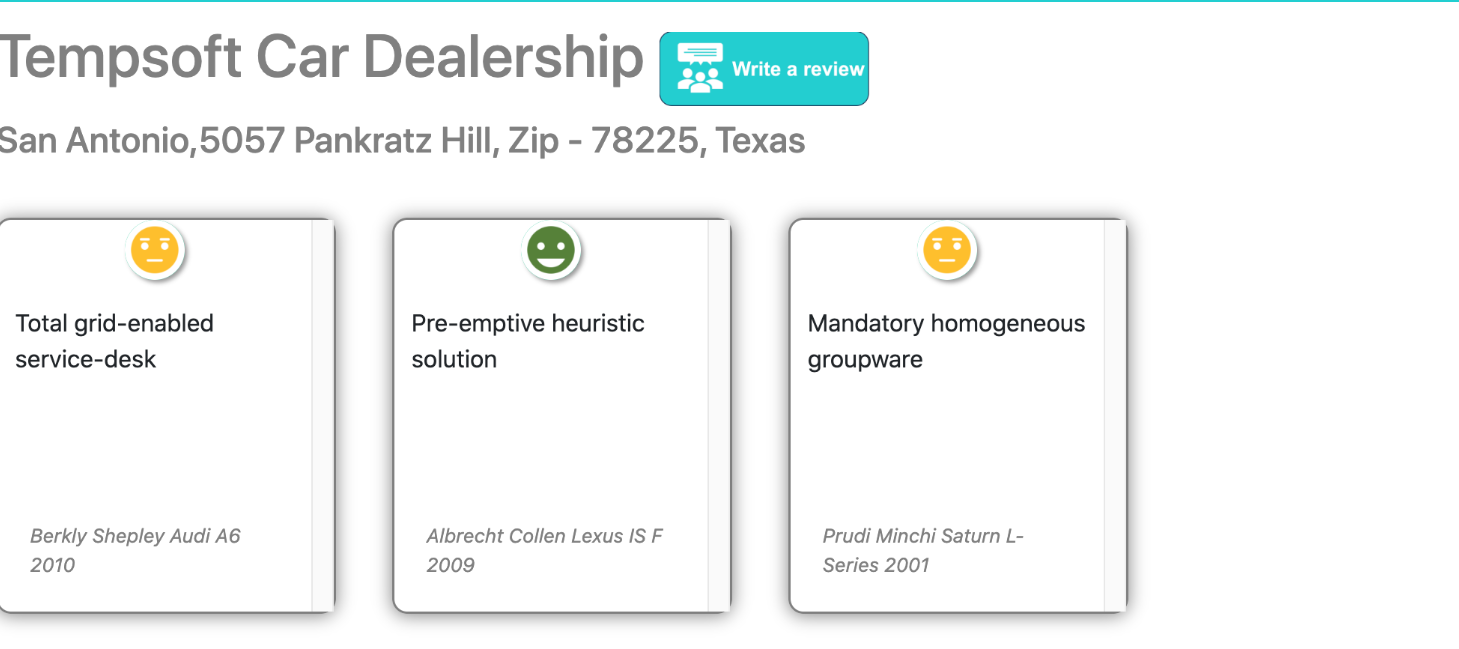 Tempsoft Car Dealership
Write a review
San Antonio,5057 Pankratz Hill, Zip - 78225, Texas
Total grid-enabled
service-desk
Berkly Shepley Audi A6
2010
Pre-emptive heuristic
solution
Albrecht Collen Lexus IS F
2009
Mandatory homogeneous
groupware
Prudi Minchi Saturn L-
Series 2001